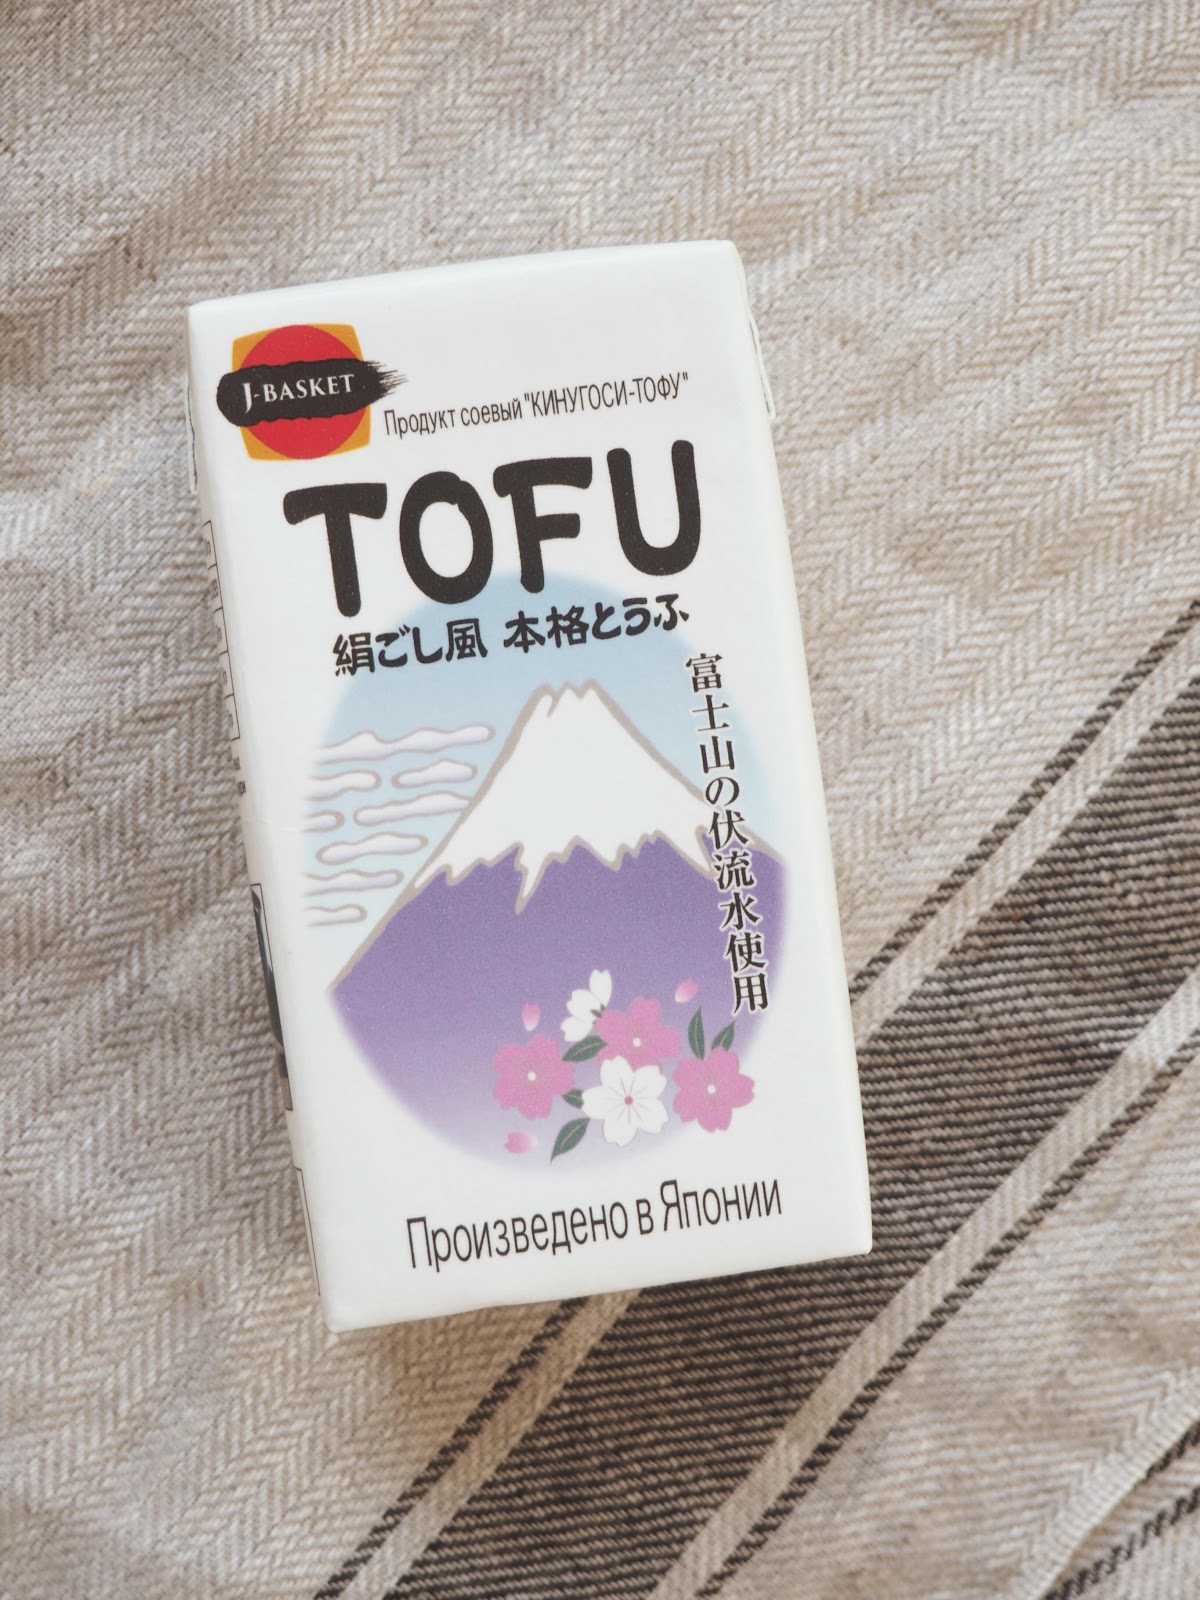 J-BASKET
Продукт соевый "КИНУГОСИ-ТОФУ"
TOFU
絹ごし風 本格とうふ
富士山の伏流水使用
Произведено в Японии